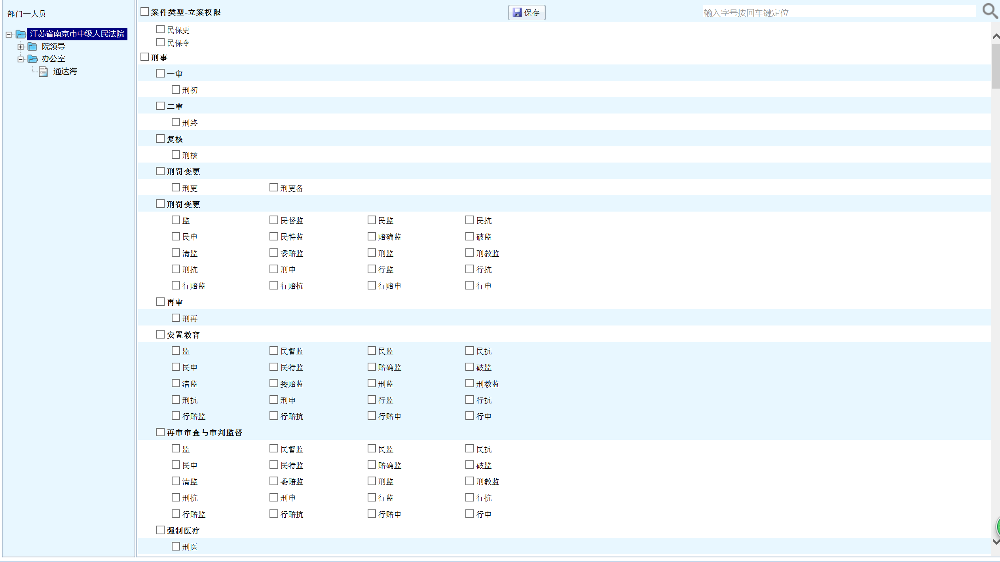 部门—人员
江苏省南京市中级人民法院
院领导
办公室
通达海
案件类型-立案权限
保存
输入字号按回车键定位
民保更
民保令
刑事
一审
刑初
二审
刑终
复核
刑核
刑罚变更
刑更 刑更备
刑罚变更
监 民督监 民监 民抗
民申 民特监 赔确监 破监
清监 委赔监 刑监 刑教监
刑抗 刑申 行监 行抗
行赔监 行赔抗 行赔申 行申
再审
刑再
安置教育
监 民督监 民监 民抗
民申 民特监 赔确监 破监
清监 委赔监 刑监 刑教监
刑抗 刑申 行监 行抗
行赔监 行赔抗 行赔申 行申
再审审查与审判监督
监 民督监 民监 民抗
民申 民特监 赔确监 破监
清监 委赔监 刑监 刑教监
刑抗 刑申 行监 行抗
行赔监 行赔抗 行赔申 行申
强制医疗
刑医